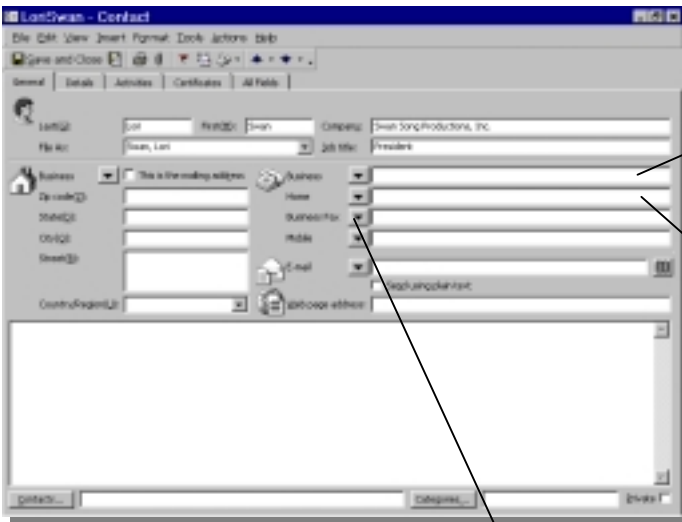 LoriSwan - Contact
File Edit View Insert Format Tools Actions Help
Save and Close
General Details Activities Certificates All Fields
Last(G): Lori First(M): Swan Company: Swan Song Productions, Inc.
File As: Swan, Lori Job title: President
Business This is the mailing address Business
Zip code Home
State Business Fax
City Mobile
Street E-mail
Send using plain text
Country/Region Web page address:
Contacts... Categories... Private